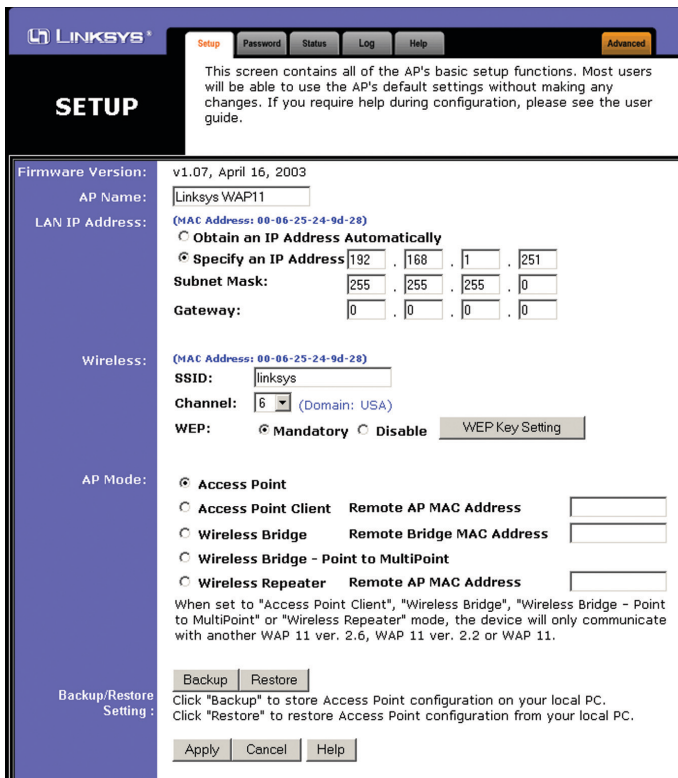 LINKSYS®
Setup Password Status Log Help Advanced
SETUP
This screen contains all of the AP's basic setup functions. Most users
will be able to use the AP's default settings without making any
changes. If you require help during configuration, please see the user
guide.
Firmware Version: v1.07, April 16, 2003
AP Name: Linksys WAP11
LAN IP Address: (MAC Address: 00-06-25-24-9d-28)
Obtain an IP Address Automatically
Specify an IP Address 192 . 168 . 1 . 251
Subnet Mask: 255 . 255 . 255 . 0
Gateway: 0 . 0 . 0 . 0
Wireless: (MAC Address: 00-06-25-24-9d-28)
SSID: linksys
Channel: 6 (Domain: USA)
WEP: Mandatory Disable WEP Key Setting
AP Mode: Access Point
Access Point Client Remote AP MAC Address
Wireless Bridge Remote Bridge MAC Address
Wireless Bridge - Point to MultiPoint
Wireless Repeater Remote AP MAC Address
When set to "Access Point Client", "Wireless Bridge", "Wireless Bridge - Point
to MultiPoint" or "Wireless Repeater" mode, the device will only communicate
with another WAP 11 ver. 2.6, WAP 11 ver. 2.2 or WAP 11.
Backup Restore
Backup/Restore Setting : Click "Backup" to store Access Point configuration on your local PC.
Click "Restore" to restore Access Point configuration from your local PC.
Apply Cancel Help